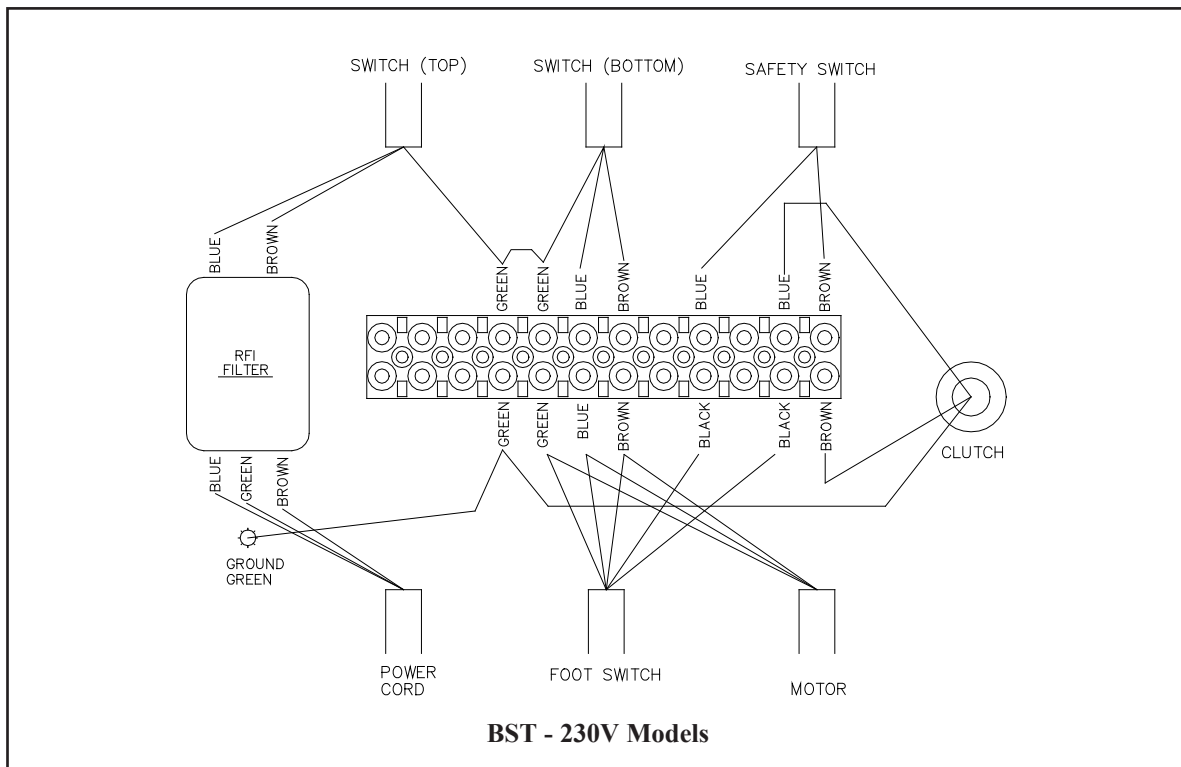 SWITCH (TOP)
SWITCH (BOTTOM)
SAFETY SWITCH
BLUE
BROWN
GREEN
GREEN
BLUE
BROWN
BLUE
BLUE
BROWN
RFI
FILTER
GREEN
GREEN
BLUE
BROWN
BLACK
BLACK
BROWN
CLUTCH
BLUE
GREEN
BROWN
GROUND
GREEN
POWER
CORD
FOOT SWITCH
MOTOR
BST - 230V Models